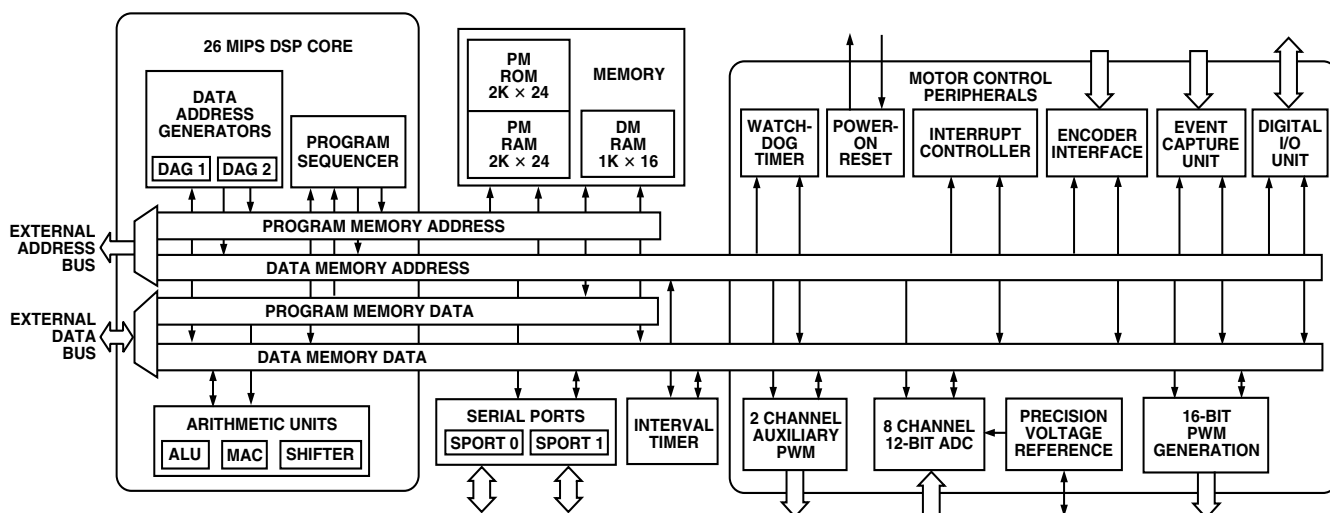 26 MIPS DSP CORE
DATA
ADDRESS
GENERATORS
DAG 1
DAG 2
PROGRAM
SEQUENCER
PM
ROM
2K × 24
MEMORY
PM
RAM
2K × 24
DM
RAM
1K × 16
MOTOR CONTROL
PERIPHERALS
WATCH-
DOG
TIMER
POWER-
ON
RESET
INTERRUPT
CONTROLLER
ENCODER
INTERFACE
EVENT
CAPTURE
UNIT
DIGITAL
I/O
UNIT
EXTERNAL
ADDRESS
BUS
PROGRAM MEMORY ADDRESS
DATA MEMORY ADDRESS
EXTERNAL
DATA
BUS
PROGRAM MEMORY DATA
DATA MEMORY DATA
ARITHMETIC UNITS
ALU
MAC
SHIFTER
SERIAL PORTS
SPORT 0
SPORT 1
INTERVAL
TIMER
2 CHANNEL
AUXILIARY
PWM
8 CHANNEL
12-BIT ADC
PRECISION
VOLTAGE
REFERENCE
16-BIT
PWM
GENERATION